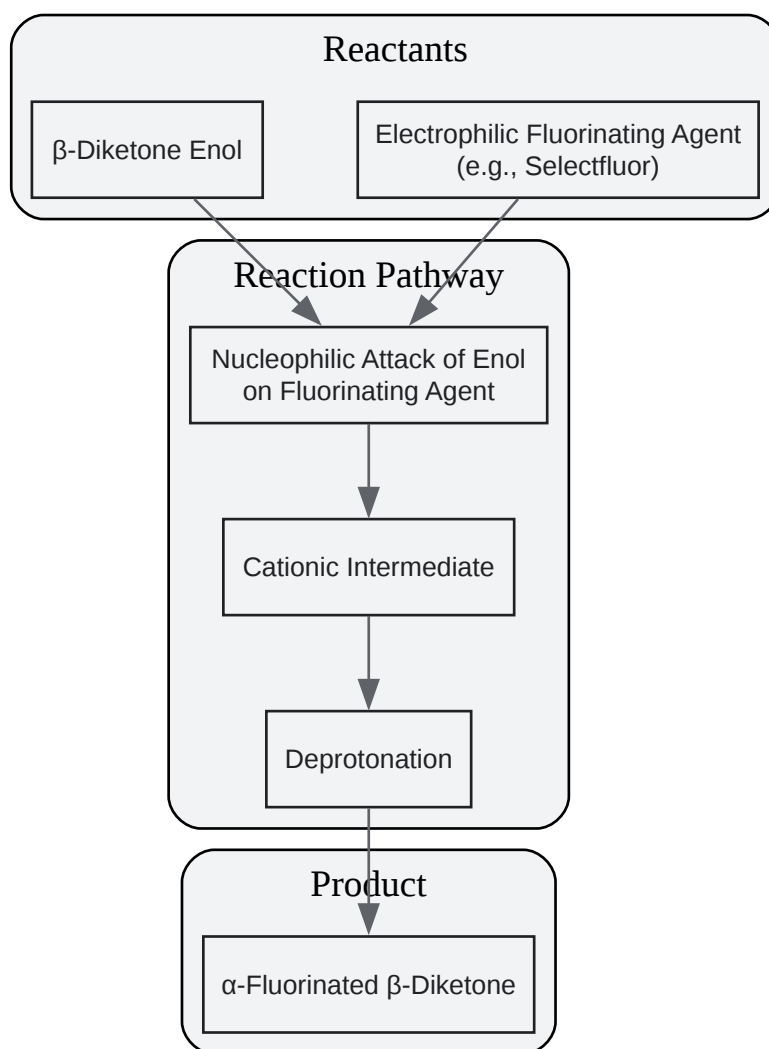 Reactants
β-Diketone Enol
Electrophilic Fluorinating Agent
(e.g., Selectfluor)
Reaction Pathway
Nucleophilic Attack of Enol
on Fluorinating Agent
Cationic Intermediate
Deprotonation
Product
α-Fluorinated β-Diketone